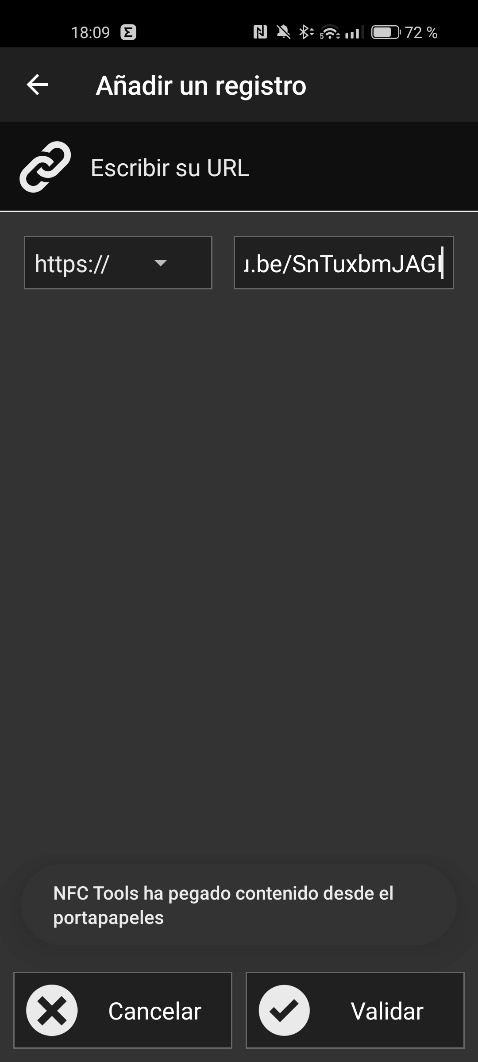 18:09 72 %
Añadir un registro
Escribir su URL
https://
.be/SnTuxbmJAG
NFC Tools ha pegado contenido desde el
portapapeles
Cancelar
Validar